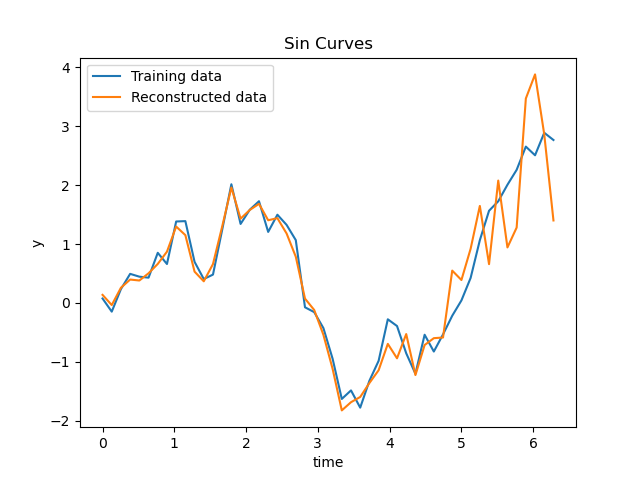 Sin Curves
Training data
Reconstructed data
4
3
2
1
0
−1
−2
y
0 1 2 3 4 5 6
time